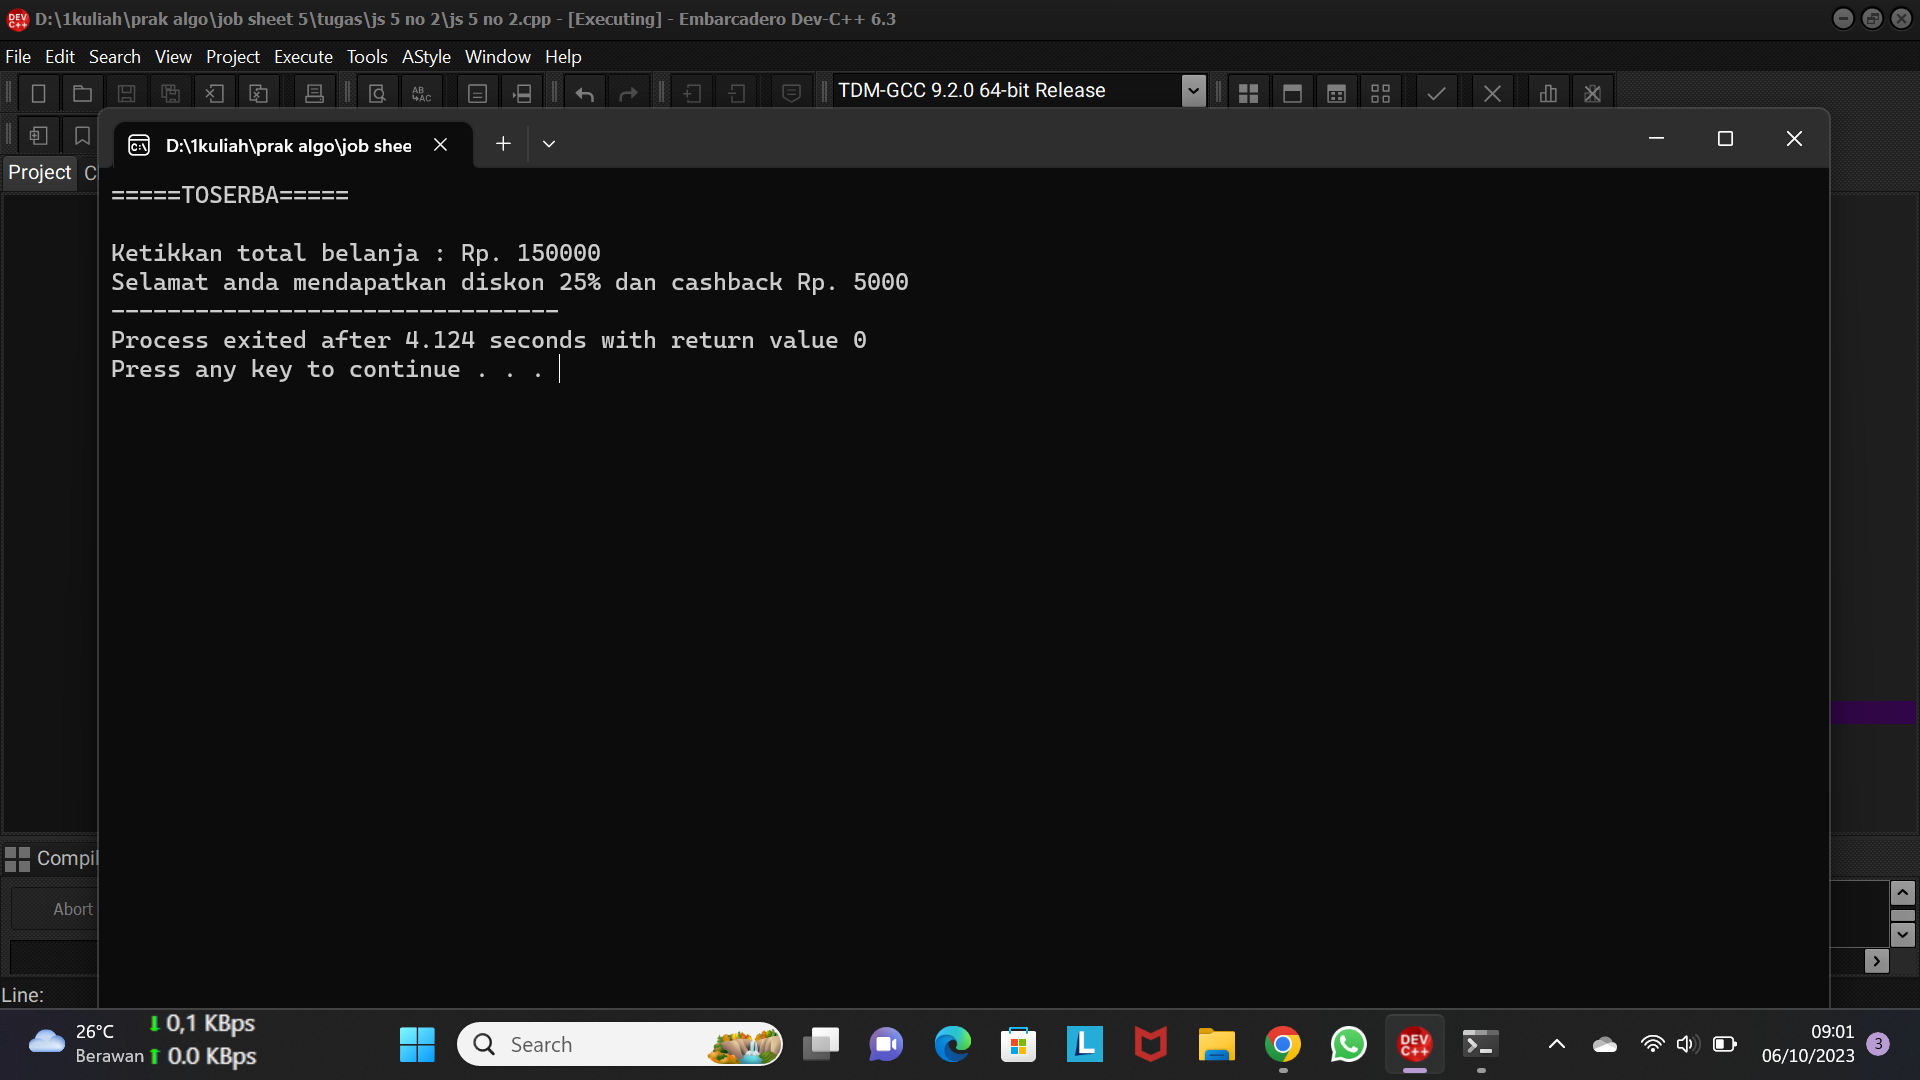 D:\1kuliah\prak algo\job sheet 5\tugas\js 5 no 2\js 5 no 2.cpp - [Executing] - Embarcadero Dev-C++ 6.3
File Edit Search View Project Execute Tools AStyle Window Help
TDM-GCC 9.2.0 64-bit Release
D:\1kuliah\prak algo\job shee
Project C
=====TOSERBA=====
Ketikkan total belanja : Rp. 150000
Selamat anda mendapatkan diskon 25% dan cashback Rp. 5000
--------------------------------
Process exited after 4.124 seconds with return value 0
Press any key to continue . . .
Compil
Abort
Line:
26°C
Berawan
0,1 KBps
0.0 KBps
Search
DEV C++
09:01
06/10/2023
3